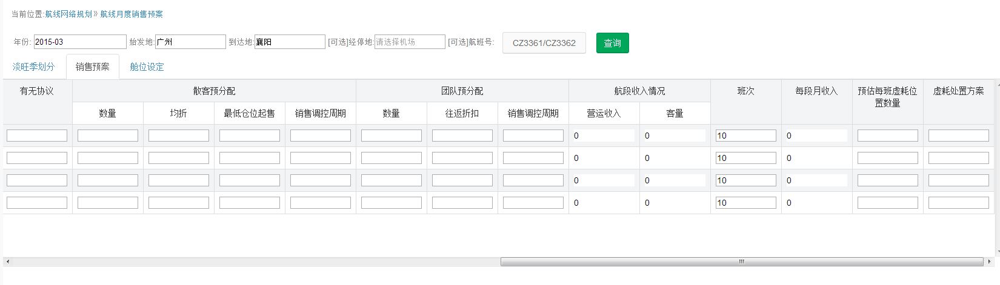 当前位置:航线网络规划 » 航线月度销售预案
年份: 2015-03 始发地: 广州 到达地: 襄阳 [可选]经停地: 请选择机场 [可选]航班号: CZ3361/CZ3362 查询
淡旺季划分 销售预案 舱位设定
有无协议 散客预分配 团队预分配 航段收入情况 班次 每段月收入 预估每班虚耗位置数量 虚耗处置方案
数量 均折 最低仓位起售 销售调控周期 数量 往返折扣 销售调控周期 营运收入 客量
0 0 10 0
0 0 10 0
0 0 10 0
0 0 10 0